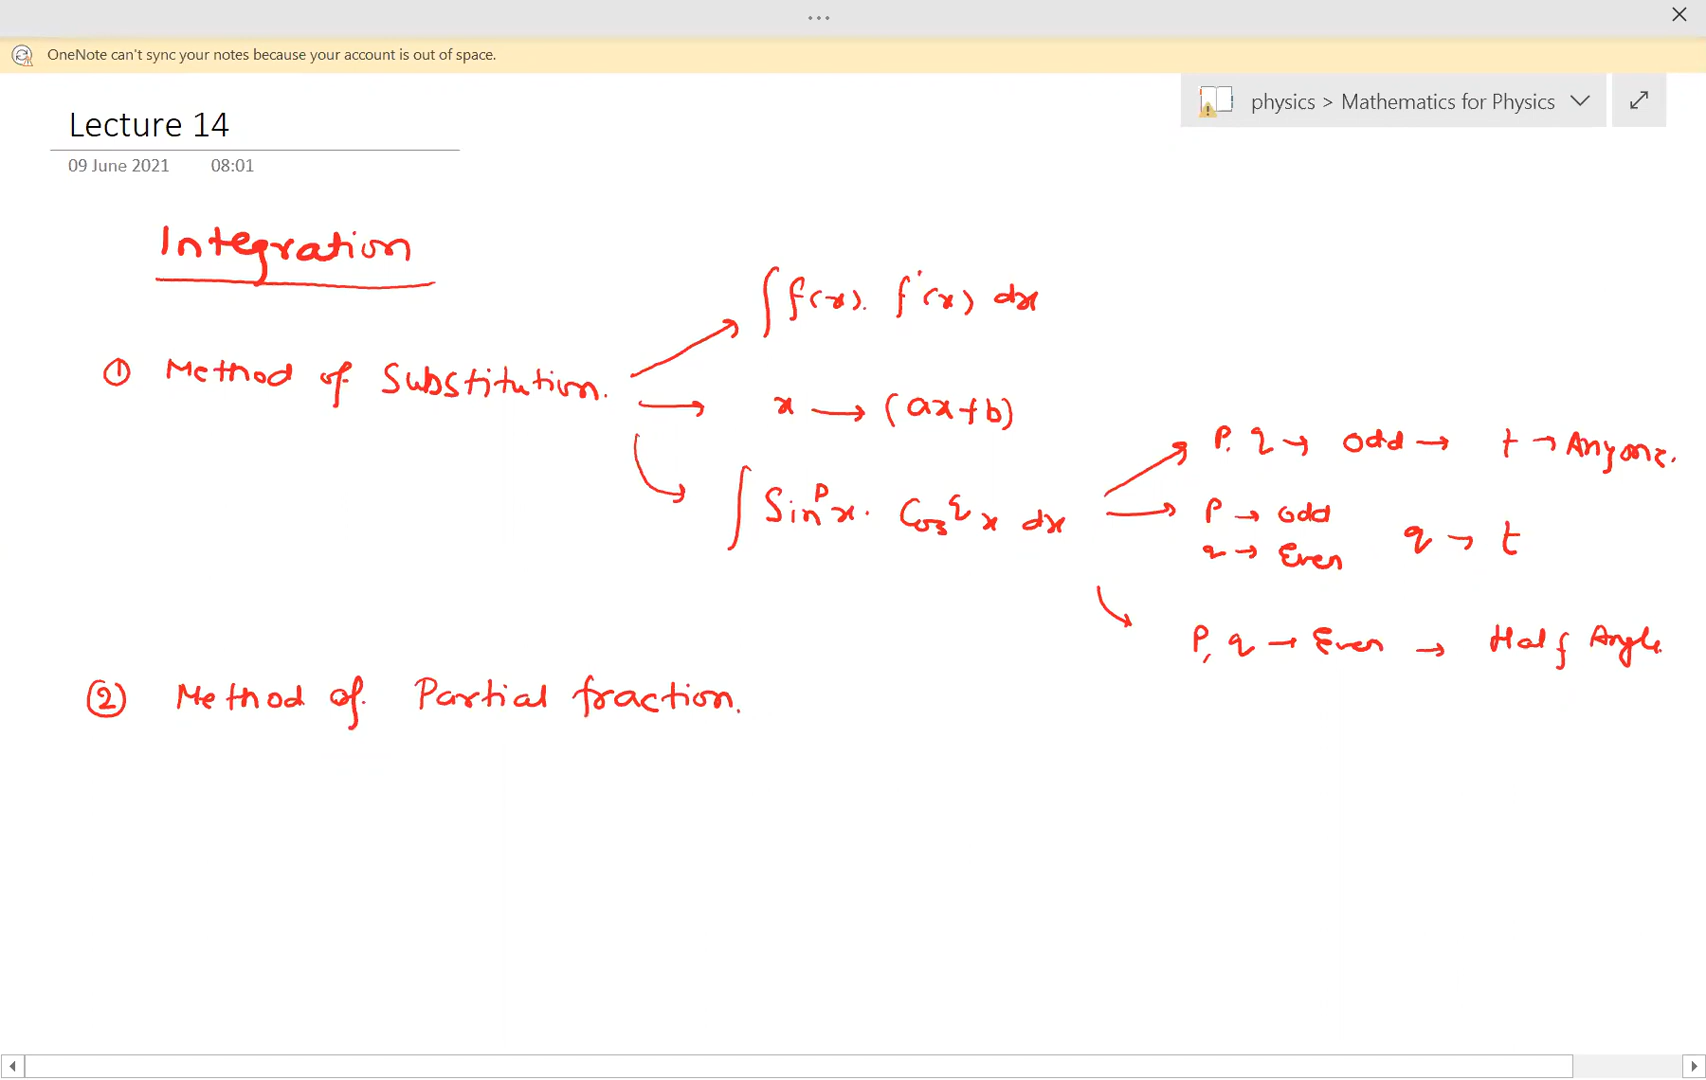 OneNote can't sync your notes because your account is out of space.
physics > Mathematics for Physics
Lecture 14
09 June 2021 08:01
Integration
∫ f(x). f'(x) dx
① Method of Substitution.
x → (ax+b)
∫ Sin^p x. Cos^q x dx
P, q → odd → t → Anyone.
P → odd
q → Even q → t
P, q → Even → Half Angle.
② Method of Partial fraction.